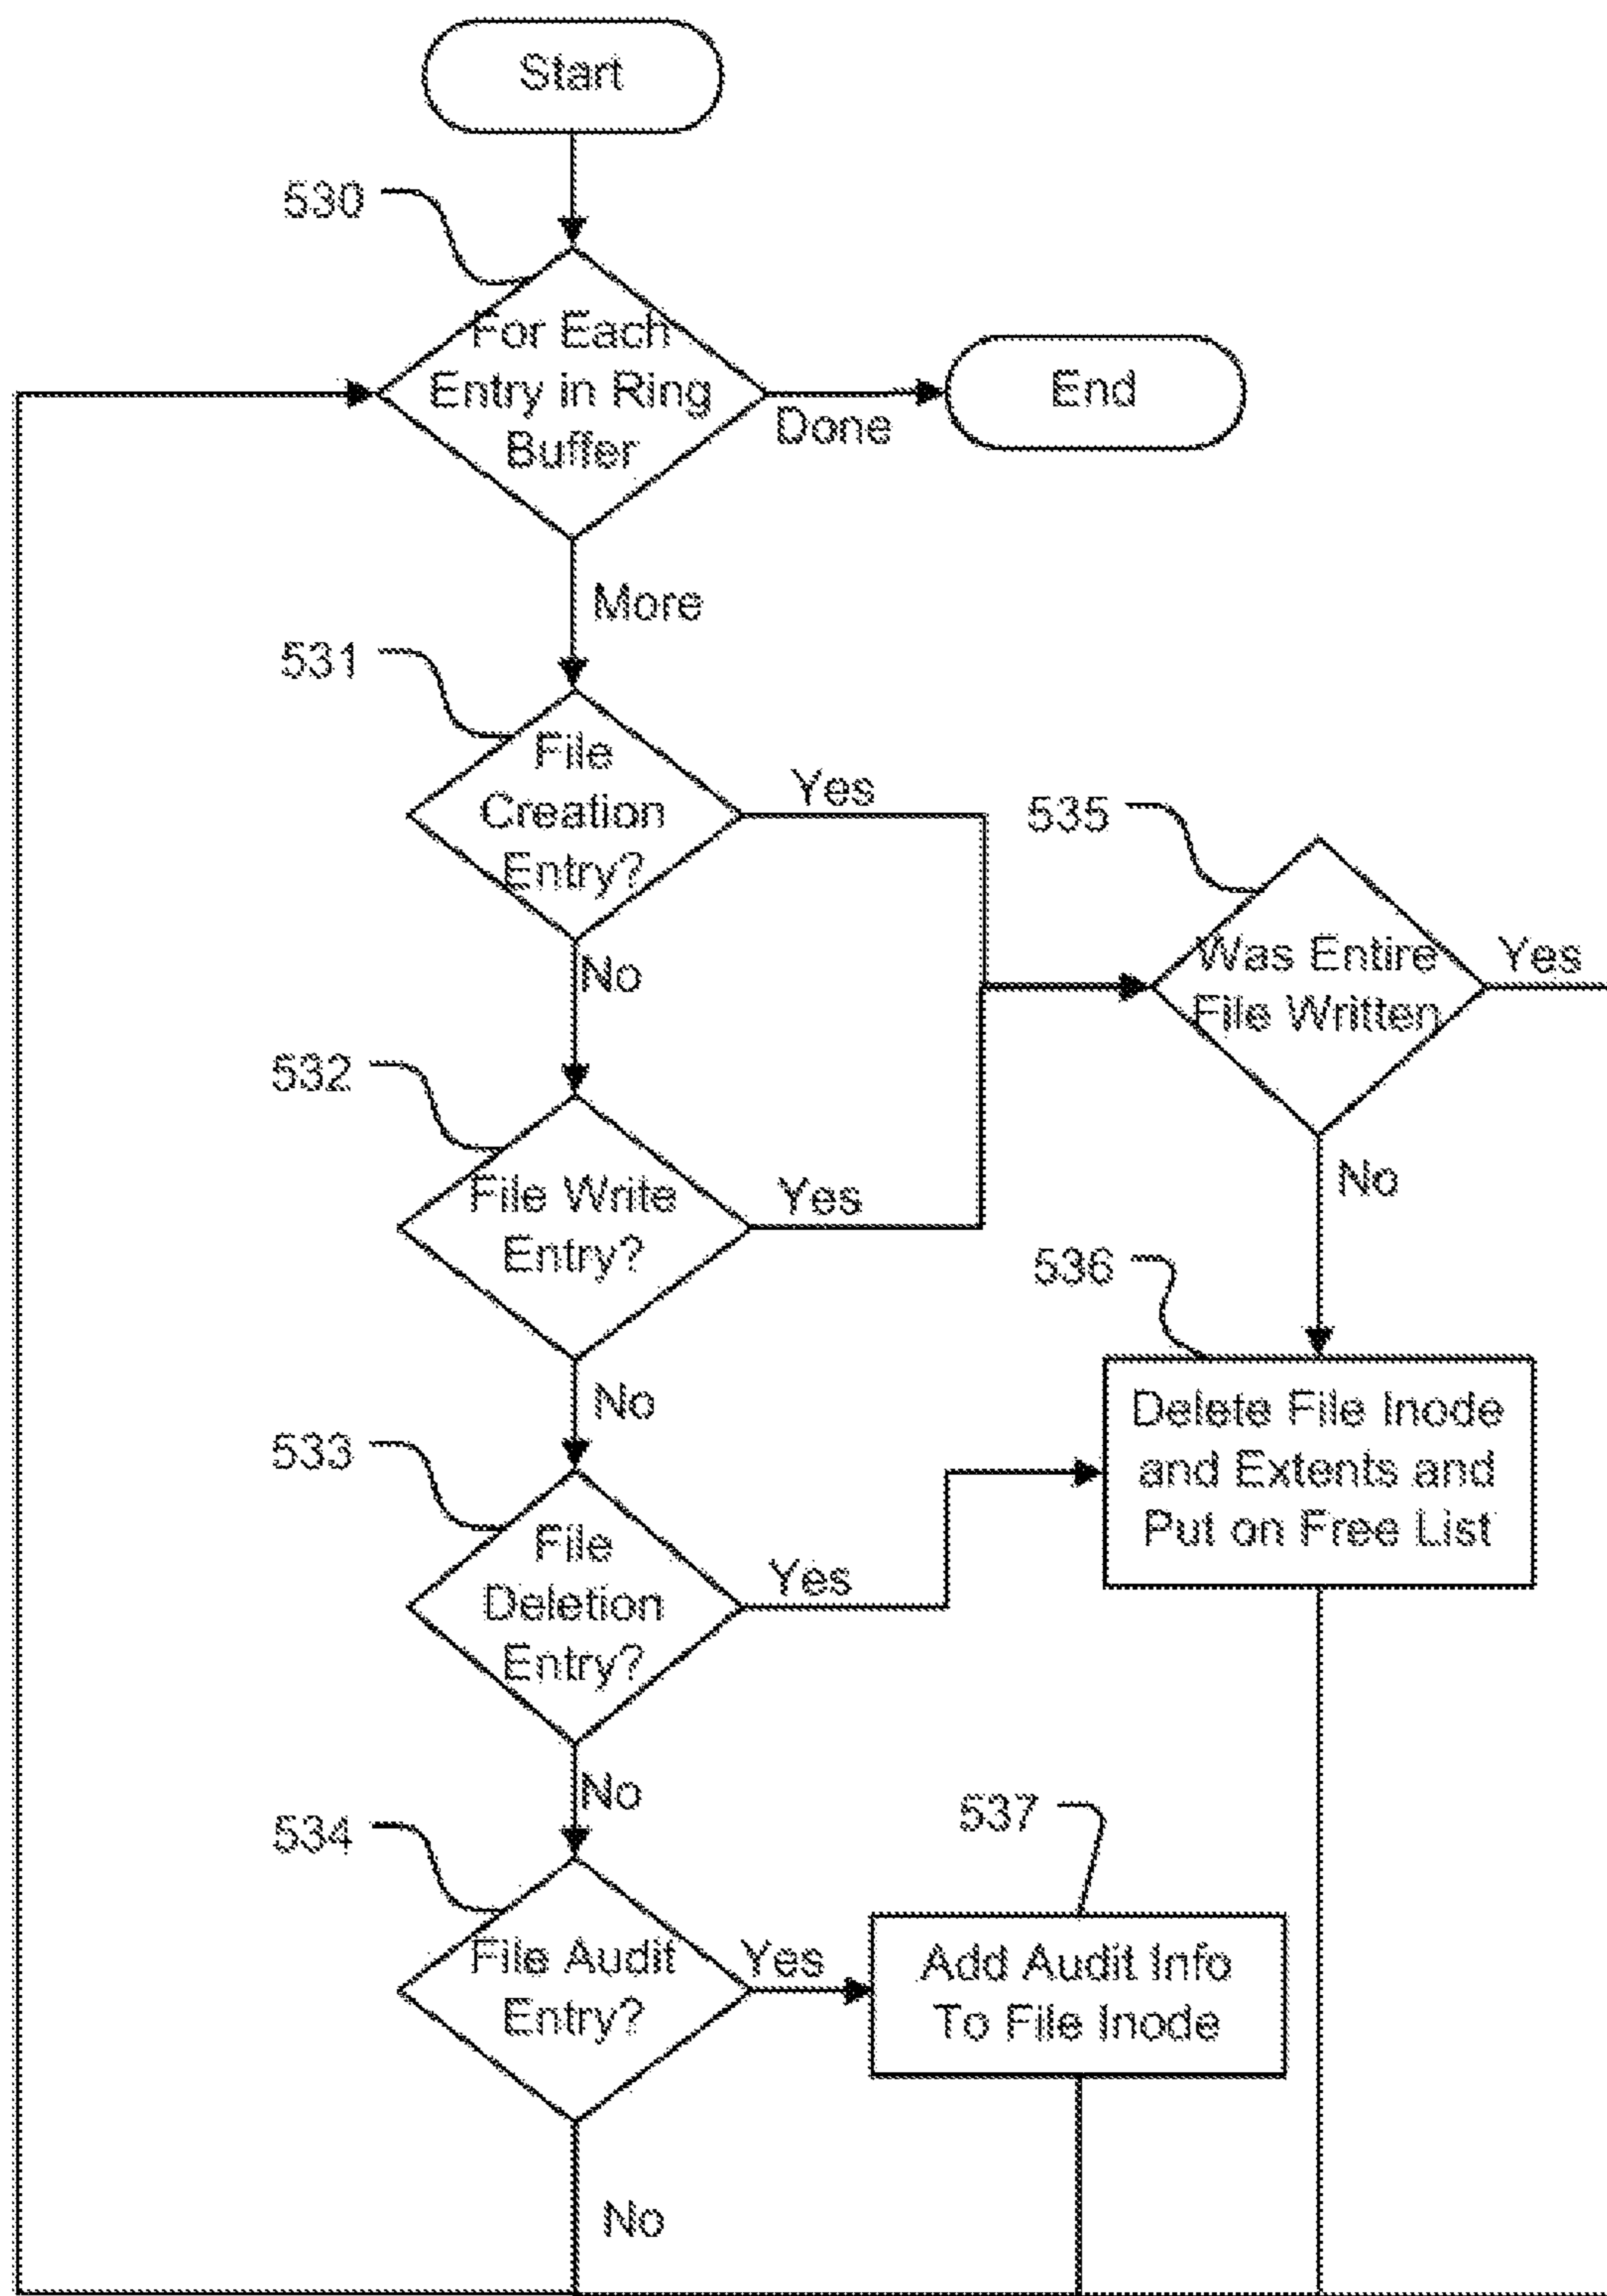 Start
530
For Each
Entry in Ring
Buffer
Done
End
More
531
File
Creation
Entry?
Yes
No
535
Was Entire
File Written
Yes
No
532
File Write
Entry?
Yes
No
536
Delete File Inode
and Extents and
Put on Free List
533
File
Deletion
Entry?
Yes
No
534
File Audit
Entry?
Yes
No
537
Add Audit Info
To File Inode